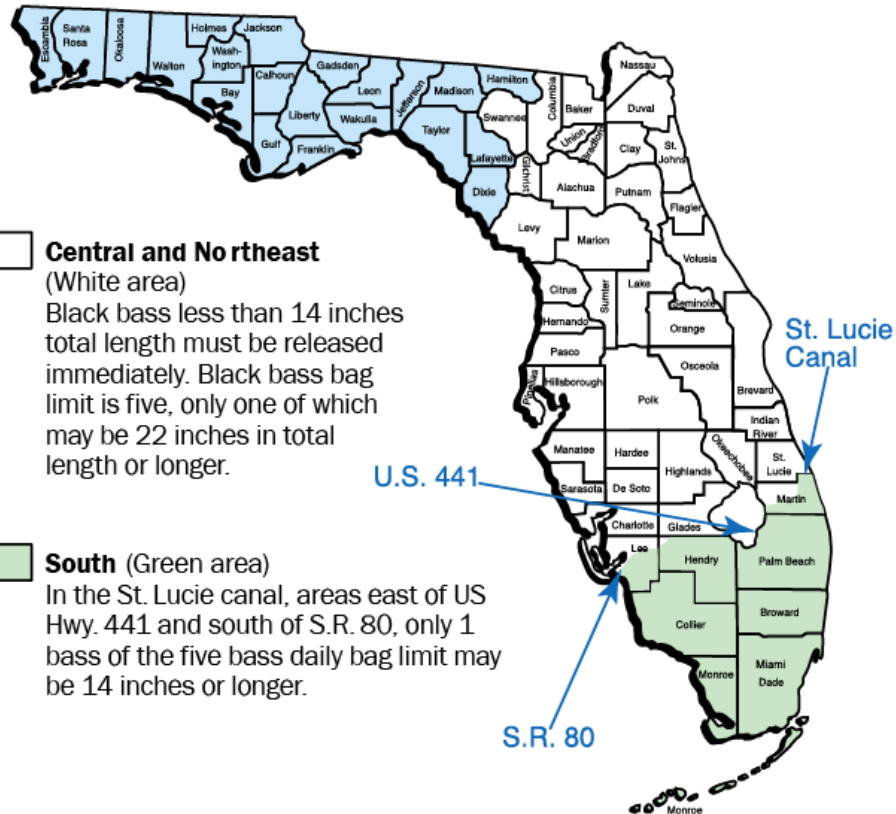 Escambia
Santa
Rosa
Okaloosa
Walton
Holmes
Jackson
Wash-
ington
Bay
Calhoun
Gulf
Liberty
Franklin
Gadsden
Leon
Wakulla
Jefferson
Madison
Taylor
Hamilton
Suwannee
Lafayette
Dixie
Columbia
Baker
Nassau
Duval
Union
Bradford
Clay
St.
Johns
Gilchrist
Alachua
Putnam
Flagler
Levy
Marion
Volusia
Citrus
Sumter
Lake
Seminole
Hernando
Orange
Pasco
Osceola
Pinellas
Hillsborough
Polk
Brevard
Indian
River
Manatee
Hardee
Highlands
Okeechobee
St.
Lucie
Sarasota
De Soto
Martin
Charlotte
Glades
Lee
Hendry
Palm Beach
Collier
Broward
Monroe
Miami
Dade
Monroe
St. Lucie
Canal
U.S. 441
S.R. 80
Central and Northeast
(White area)
Black bass less than 14 inches
total length must be released
immediately. Black bass bag
limit is five, only one of which
may be 22 inches in total
length or longer.
South (Green area)
In the St. Lucie canal, areas east of US
Hwy. 441 and south of S.R. 80, only 1
bass of the five bass daily bag limit may
be 14 inches or longer.